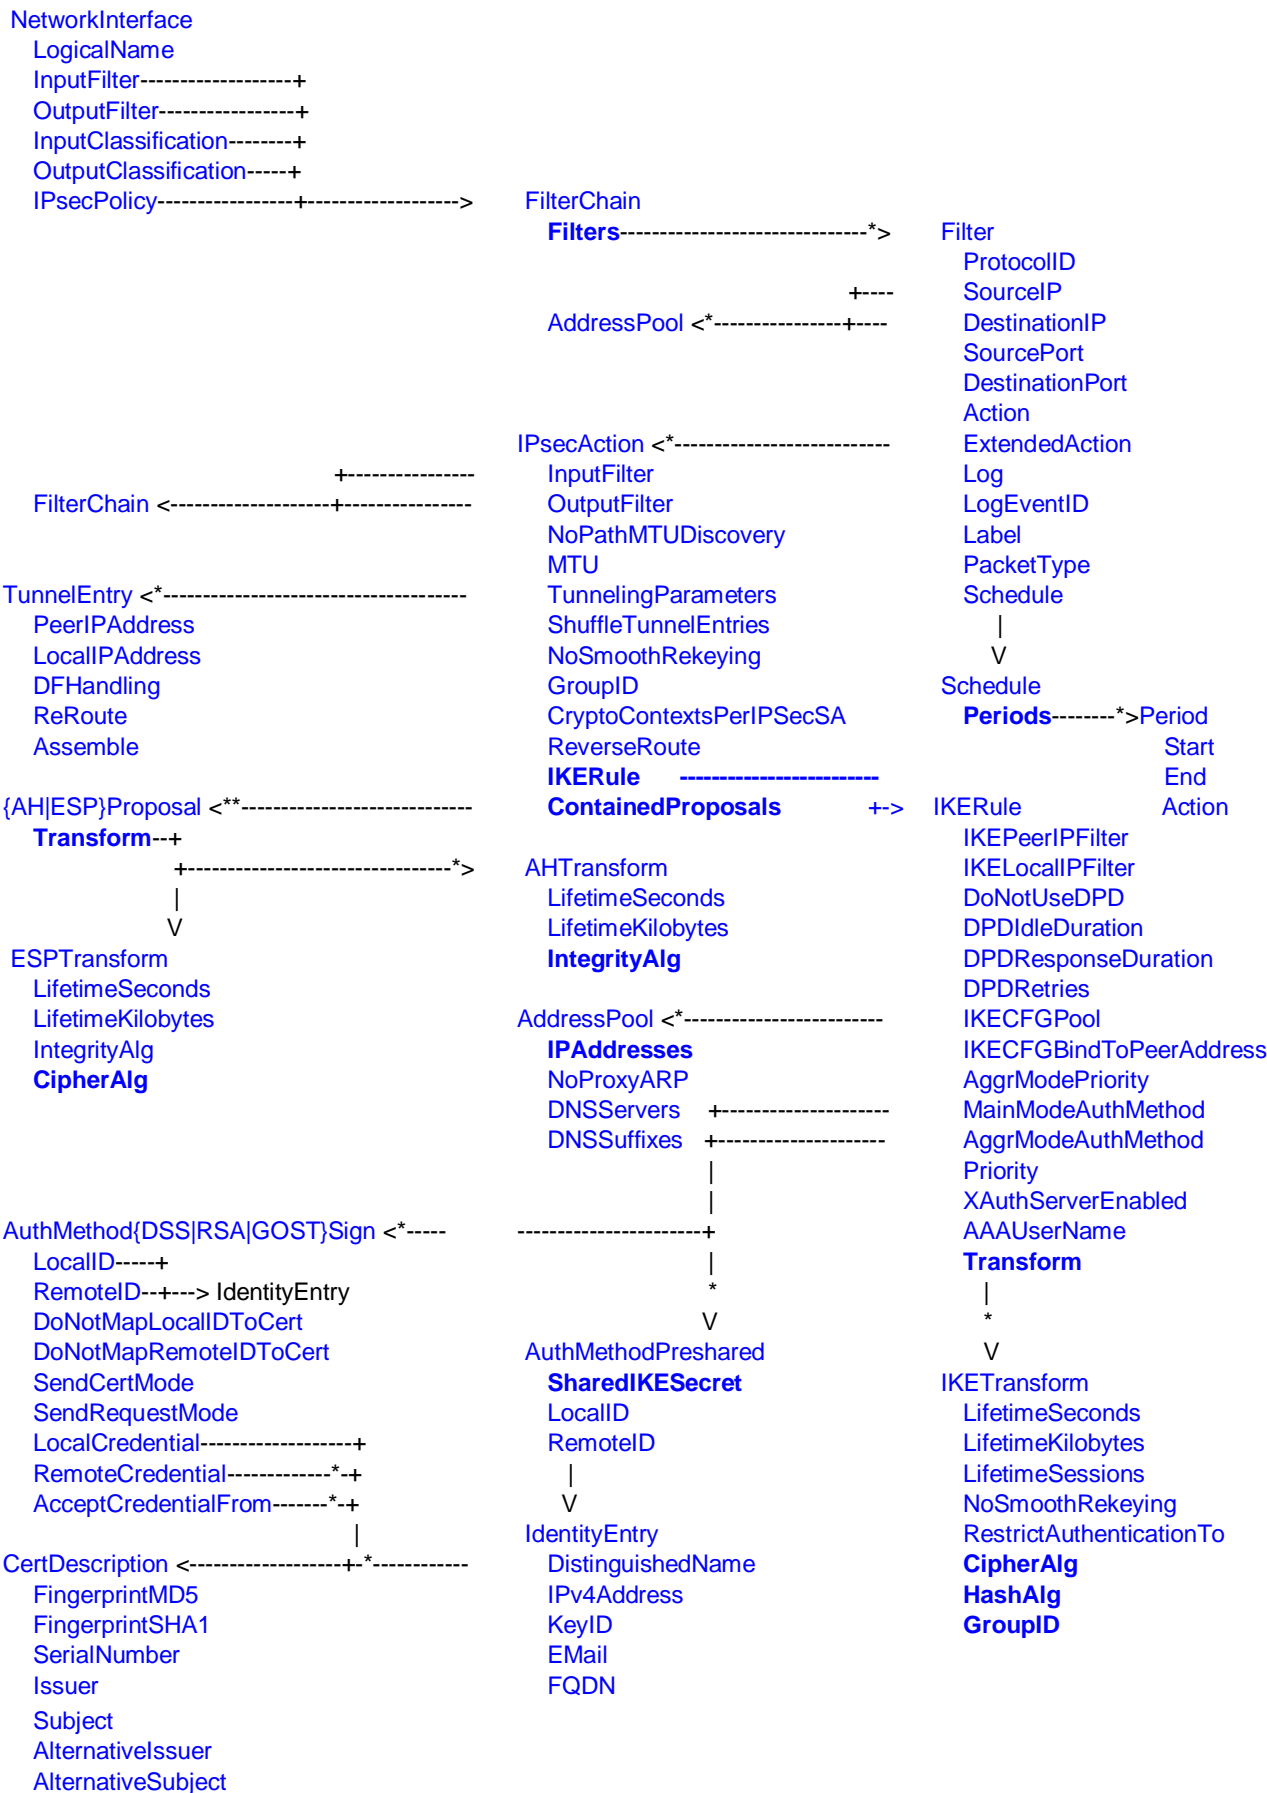 NetworkInterface
LogicalName
InputFilter-------------------+
OutputFilter-----------------+
InputClassification--------+
OutputClassification-----+
IPsecPolicy-----------------+-------------------> FilterChain
Filters-------------------------------*> Filter
ProtocolID
+---- SourceIP
AddressPool <*----------------+---- DestinationIP
SourcePort
DestinationPort
Action
IPsecAction <*--------------------------- ExtendedAction
+---------------- InputFilter Log
FilterChain <--------------------+---------------- OutputFilter LogEventID
NoPathMTUDiscovery Label
MTU PacketType
TunnelEntry <*-------------------------------------- TunnelingParameters Schedule
PeerIPAddress ShuffleTunnelEntries |
LocalIPAddress NoSmoothRekeying V
DFHandling GroupID Schedule
ReRoute CryptoContextsPerIPSecSA Periods--------*>Period
Assemble ReverseRoute Start
IKERule ------------------------- End
{AH|ESP}Proposal <**----------------------------- ContainedProposals +-> IKERule Action
Transform--+ IKEPeerIPFilter
+---------------------------------*> AHTransform IKELocalIPFilter
| LifetimeSeconds DoNotUseDPD
V LifetimeKilobytes DPDIdleDuration
ESPTransform IntegrityAlg DPDResponseDuration
LifetimeSeconds DPDRetries
LifetimeKilobytes AddressPool <*------------------------- IKECFGPool
IntegrityAlg IPAddresses IKECFGBindToPeerAddress
CipherAlg NoProxyARP AggrModePriority
DNSServers +--------------------- MainModeAuthMethod
DNSSuffixes +--------------------- AggrModeAuthMethod
| Priority
| XAuthServerEnabled
AuthMethod{DSS|RSA|GOST}Sign <*----- -----------------------+ AAAUserName
LocalID-----+ | Transform
RemoteID--+---> IdentityEntry * |
DoNotMapLocalIDToCert V *
DoNotMapRemoteIDToCert AuthMethodPreshared V
SendCertMode SharedIKESecret IKETransform
SendRequestMode LocalID LifetimeSeconds
LocalCredential-------------------+ RemoteID LifetimeKilobytes
RemoteCredential-------------*-+ | LifetimeSessions
AcceptCredentialFrom-------*-+ V NoSmoothRekeying
| IdentityEntry RestrictAuthenticationTo
CertDescription <-------------------+-*------------ DistinguishedName CipherAlg
FingerprintMD5 IPv4Address HashAlg
FingerprintSHA1 KeyID GroupID
SerialNumber EMail
Issuer FQDN
Subject
AlternativeIssuer
AlternativeSubject